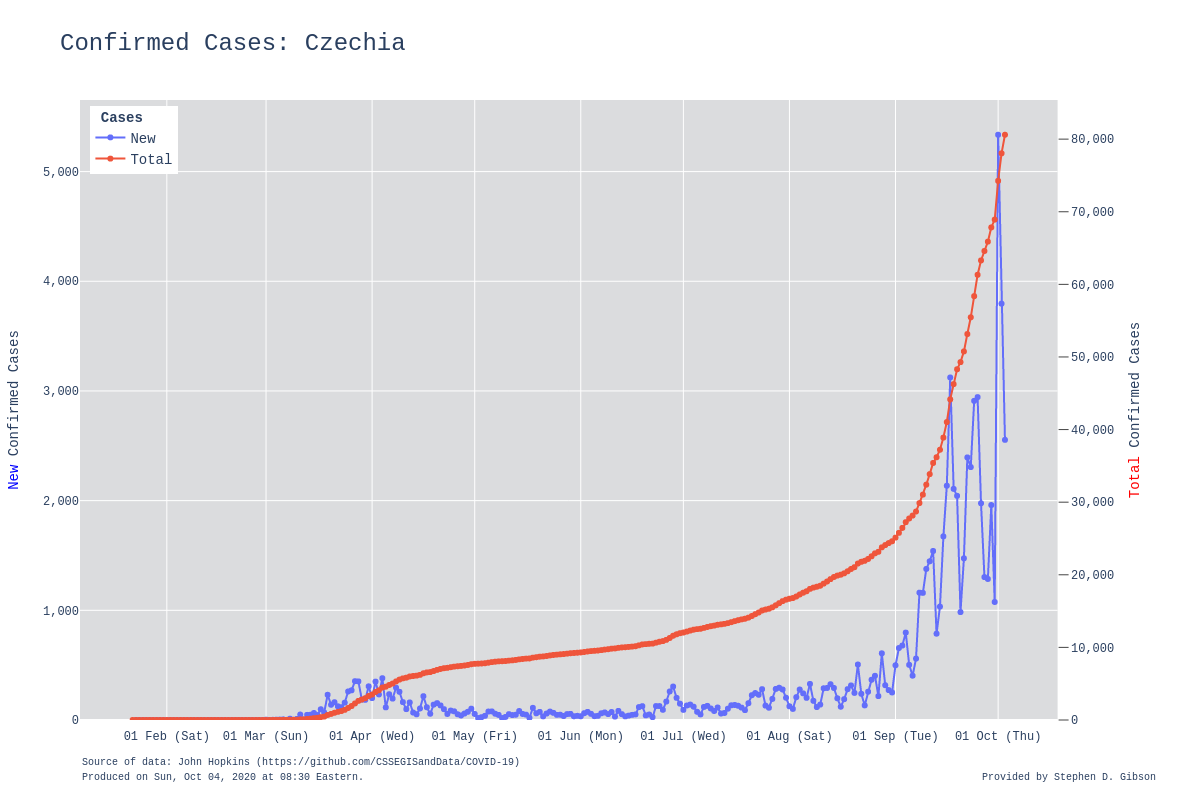 Confirmed Cases: Czechia
Cases
New
Total
5,000
4,000
3,000
2,000
1,000
0
80,000
70,000
60,000
50,000
40,000
30,000
20,000
10,000
0
New Confirmed Cases
Total Confirmed Cases
01 Feb (Sat)
01 Mar (Sun)
01 Apr (Wed)
01 May (Fri)
01 Jun (Mon)
01 Jul (Wed)
01 Aug (Sat)
01 Sep (Tue)
01 Oct (Thu)
Source of data: John Hopkins (https://github.com/CSSEGISandData/COVID-19)
Produced on Sun, Oct 04, 2020 at 08:30 Eastern.
Provided by Stephen D. Gibson